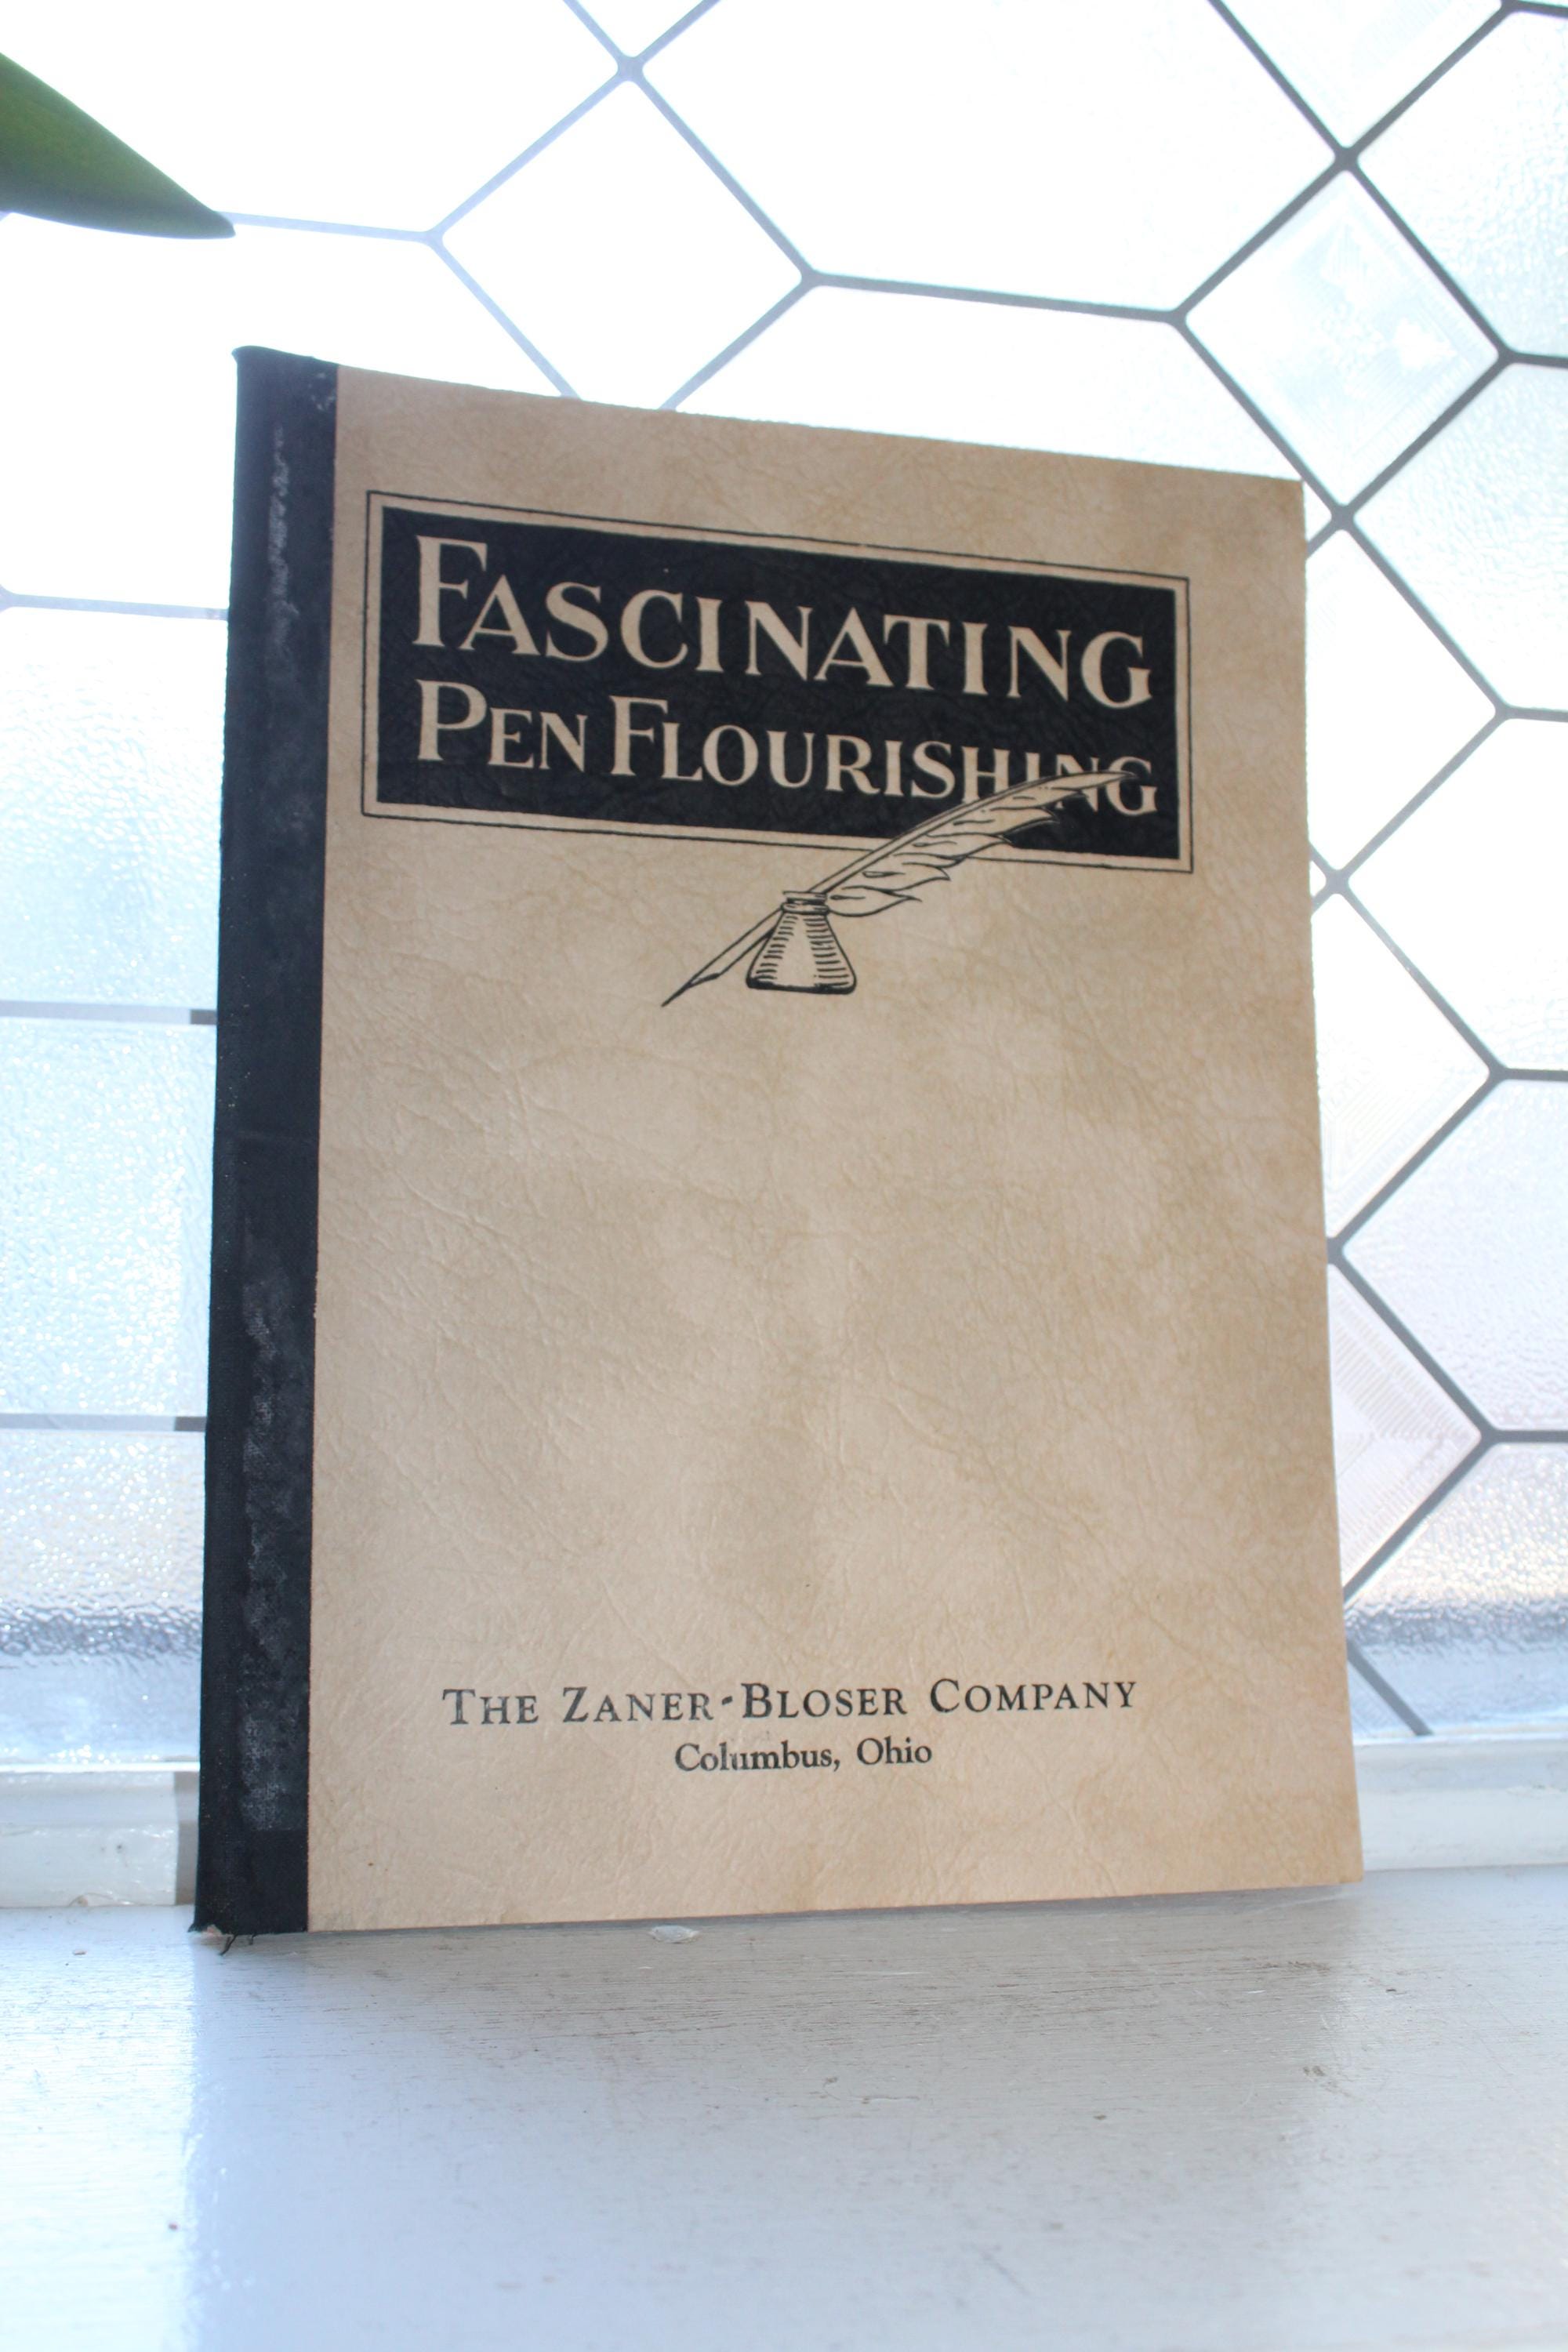 FASCINATING
PEN FLOURISHING
THE ZANER-BLOSER COMPANY
Columbus, Ohio